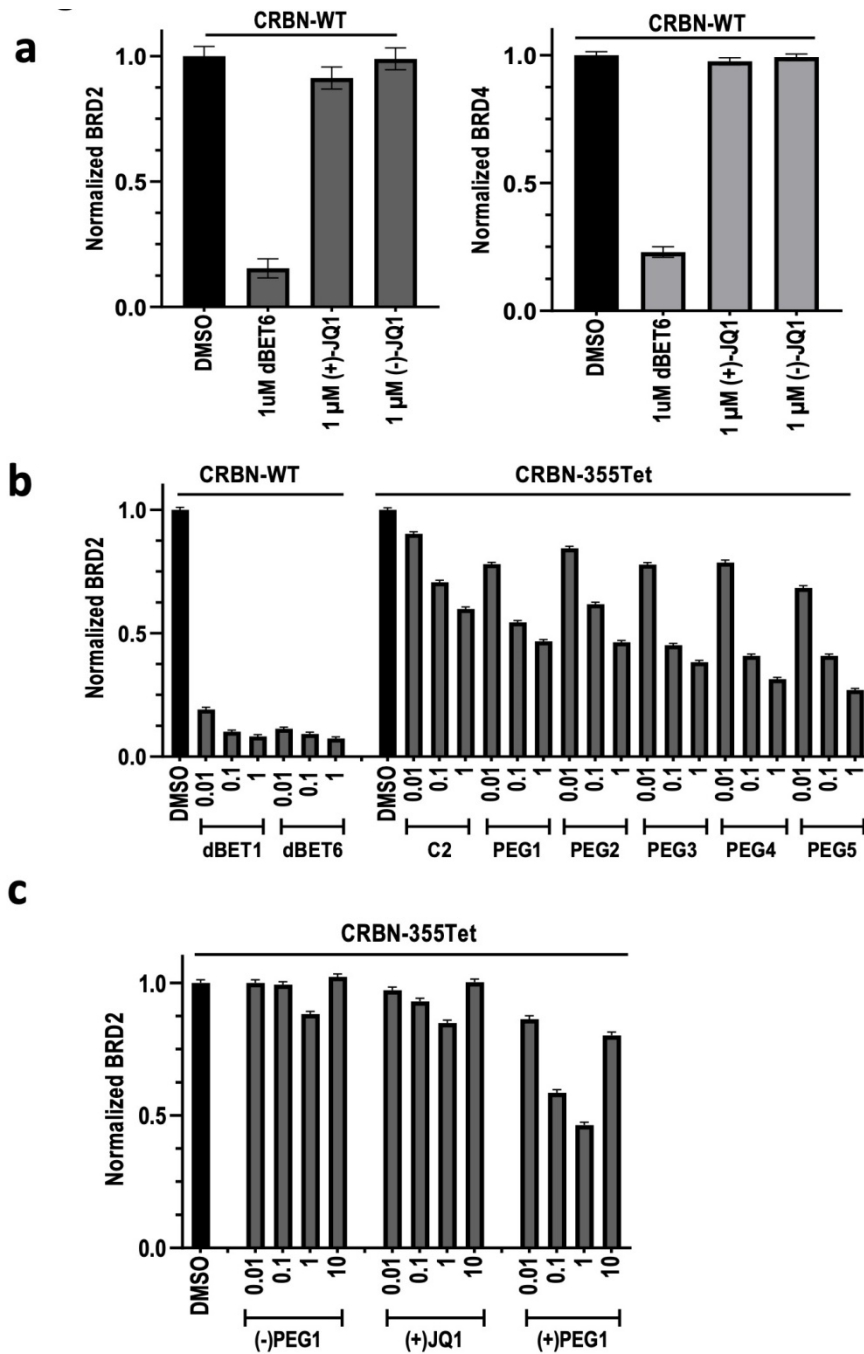 a
CRBN-WT
Normalized BRD2
1.0
0.5
0.0
DMSO
1uM dBET6
1 µM (+)-JQ1
1 µM (-)-JQ1
CRBN-WT
Normalized BRD4
1.0
0.5
0.0
DMSO
1uM dBET6
1 µM (+)-JQ1
1 µM (-)-JQ1
b
CRBN-WT
CRBN-355Tet
Normalized BRD2
1.0
0.5
0.0
DMSO
0.01
0.1
1
0.01
0.1
1
DMSO
0.01
0.1
1
0.01
0.1
1
0.01
0.1
1
0.01
0.1
1
0.01
0.1
1
0.01
0.1
1
dBET1
dBET6
C2
PEG1
PEG2
PEG3
PEG4
PEG5
c
CRBN-355Tet
Normalized BRD2
1.0
0.5
0.0
DMSO
0.01
0.1
1
10
0.01
0.1
1
10
0.01
0.1
1
10
(-)PEG1
(+)JQ1
(+)PEG1